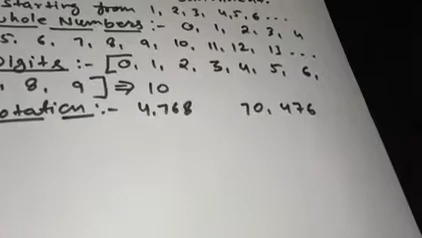 starting from 1, 2, 3, 4, 5, 6 ...
whole Numbers :- 0, 1, 2, 3, 4
5, 6, 7, 8, 9, 10, 11, 12, 13 ...
igits :- [0, 1, 2, 3, 4, 5, 6,
, 8, 9] ⇒ 10
otation :- 4,768 70,476